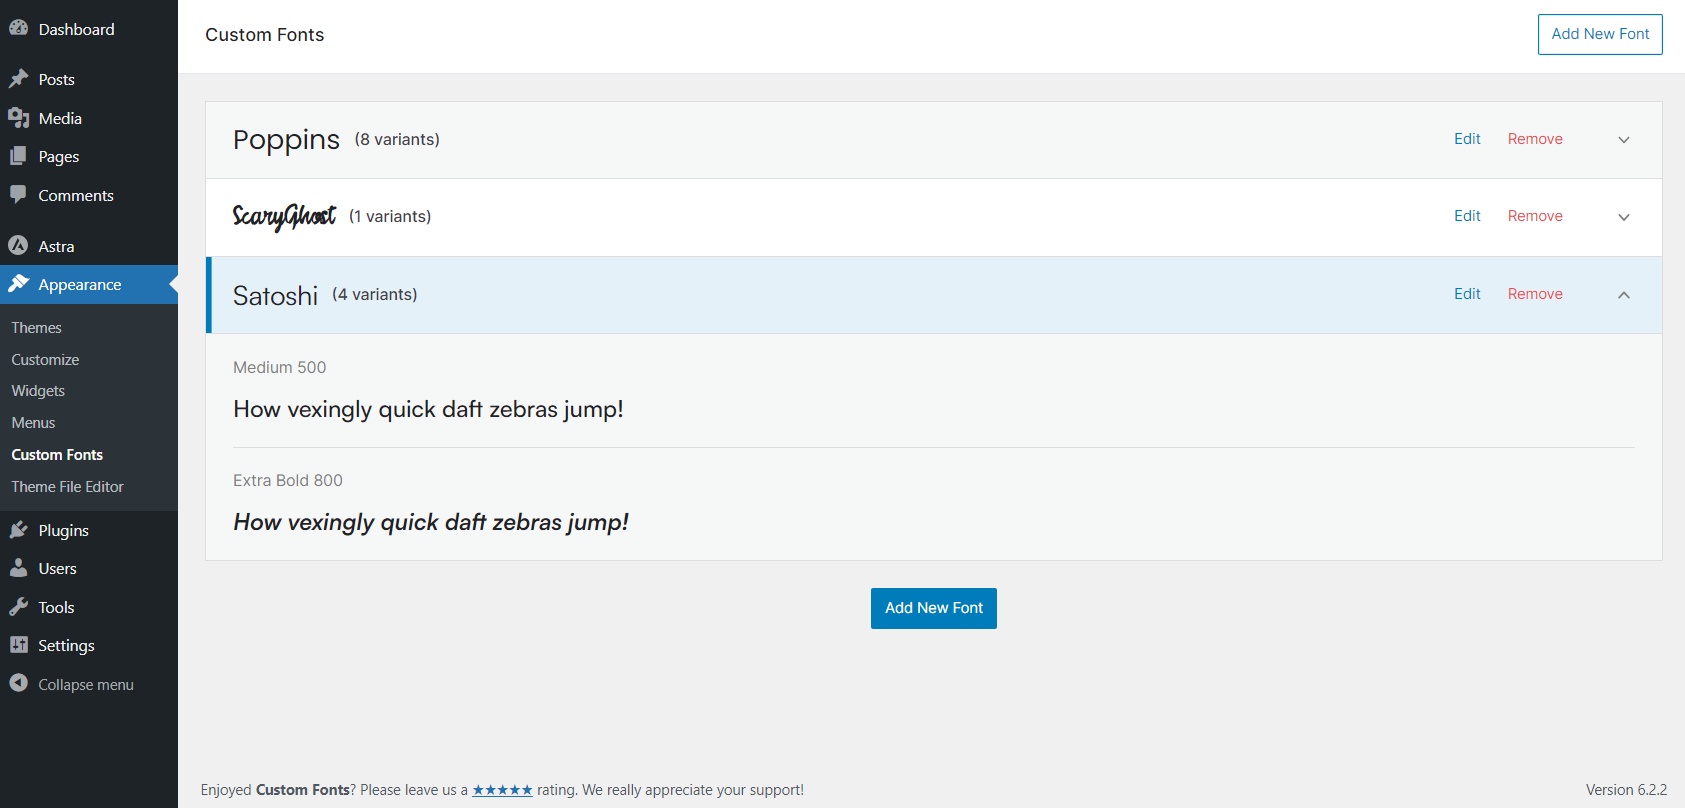 Dashboard
Posts
Media
Pages
Comments
Astra
Appearance
Themes
Customize
Widgets
Menus
Custom Fonts
Theme File Editor
Plugins
Users
Tools
Settings
Collapse menu
Custom Fonts Add New Font
Poppins (8 variants) Edit Remove
ScaryGhost (1 variants) Edit Remove
Satoshi (4 variants) Edit Remove
Medium 500
How vexingly quick daft zebras jump!
Extra Bold 800
How vexingly quick daft zebras jump!
Add New Font
Enjoyed Custom Fonts? Please leave us a ★★★★★ rating. We really appreciate your support! Version 6.2.2